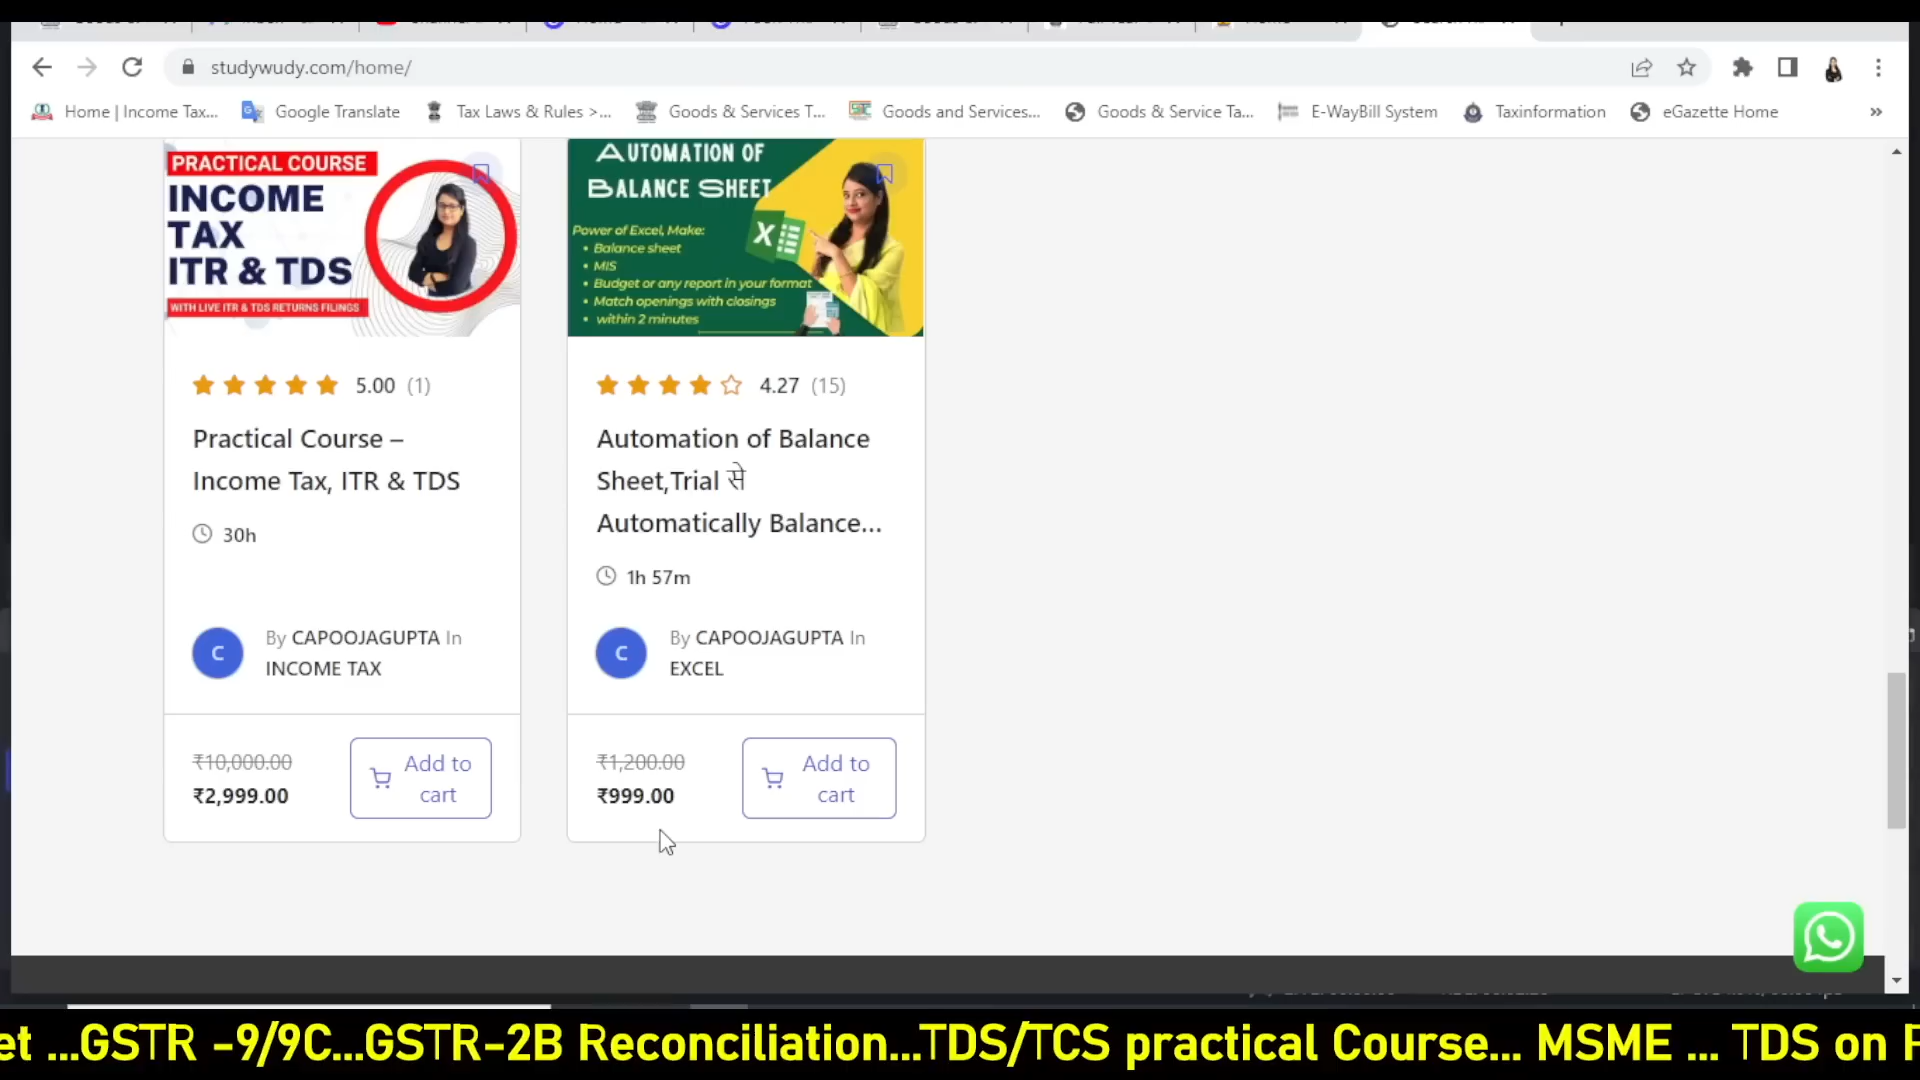 studywudy.com/home/
Home | Income Tax...
Google Translate
Tax Laws & Rules >...
Goods & Services T...
Goods and Services...
Goods & Service Ta...
E-WayBill System
Taxinformation
eGazette Home
»
PRACTICAL COURSE
INCOME
TAX
ITR & TDS
WITH LIVE ITR & TDS RETURNS FILINGS
AUTOMATION OF
BALANCE SHEET
Power of Excel, Make:
• Balance sheet
• MIS
• Budget or any report in your format
• Match openings with closings
• within 2 minutes
X
5.00 (1)
Practical Course –
Income Tax, ITR & TDS
30h
C
By CAPOOJAGUPTA In
INCOME TAX
₹10,000.00
₹2,999.00
Add to
cart
4.27 (15)
Automation of Balance
Sheet,Trial से
Automatically Balance...
1h 57m
C
By CAPOOJAGUPTA In
EXCEL
₹1,200.00
₹999.00
Add to
cart
et ...GSTR -9/9C...GSTR-2B Reconciliation...TDS/TCS practical Course... MSME ... TDS on